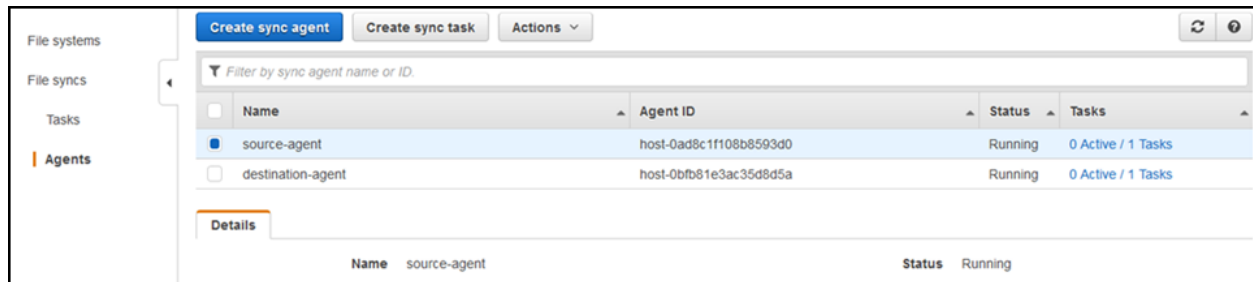 File systems
File syncs
Tasks
Agents
Create sync agent Create sync task Actions
Filter by sync agent name or ID.
Name Agent ID Status Tasks
source-agent host-0ad8c1f108b8593d0 Running 0 Active / 1 Tasks
destination-agent host-0bfb81e3ac35d8d5a Running 0 Active / 1 Tasks
Details
Name source-agent Status Running